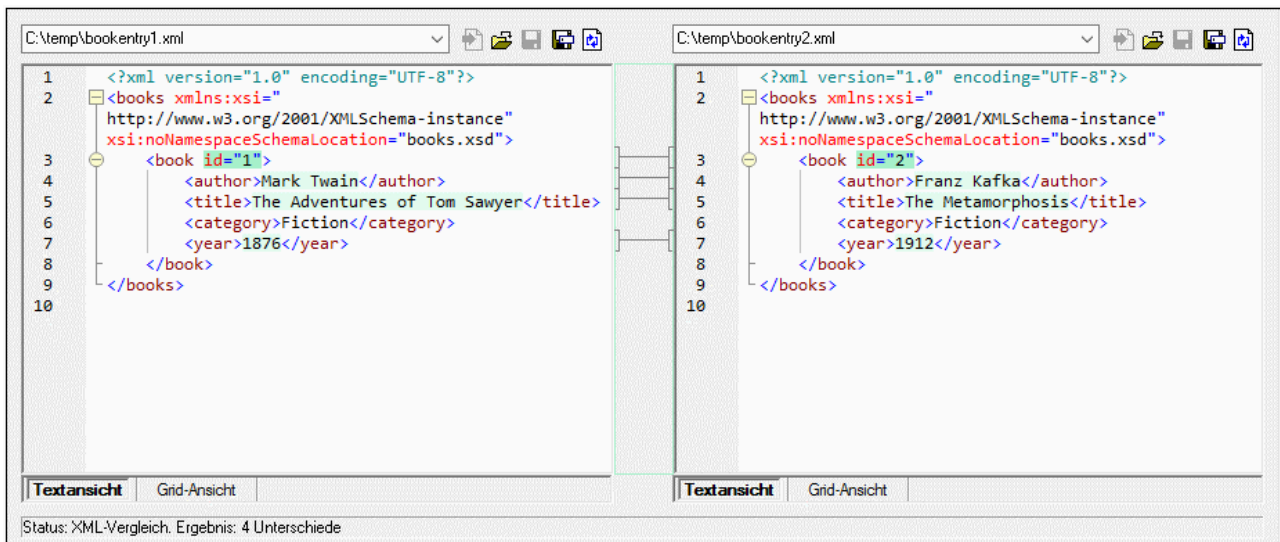 C:\temp\bookentry1.xml
1 <?xml version="1.0" encoding="UTF-8"?>
2 <books xmlns:xsi="
http://www.w3.org/2001/XMLSchema-instance"
xsi:noNamespaceSchemaLocation="books.xsd">
3 <book id="1">
4 <author>Mark Twain</author>
5 <title>The Adventures of Tom Sawyer</title>
6 <category>Fiction</category>
7 <year>1876</year>
8 </book>
9 </books>
10
Textansicht Grid-Ansicht
C:\temp\bookentry2.xml
1 <?xml version="1.0" encoding="UTF-8"?>
2 <books xmlns:xsi="
http://www.w3.org/2001/XMLSchema-instance"
xsi:noNamespaceSchemaLocation="books.xsd">
3 <book id="2">
4 <author>Franz Kafka</author>
5 <title>The Metamorphosis</title>
6 <category>Fiction</category>
7 <year>1912</year>
8 </book>
9 </books>
10
Textansicht Grid-Ansicht
Status: XML-Vergleich. Ergebnis: 4 Unterschiede